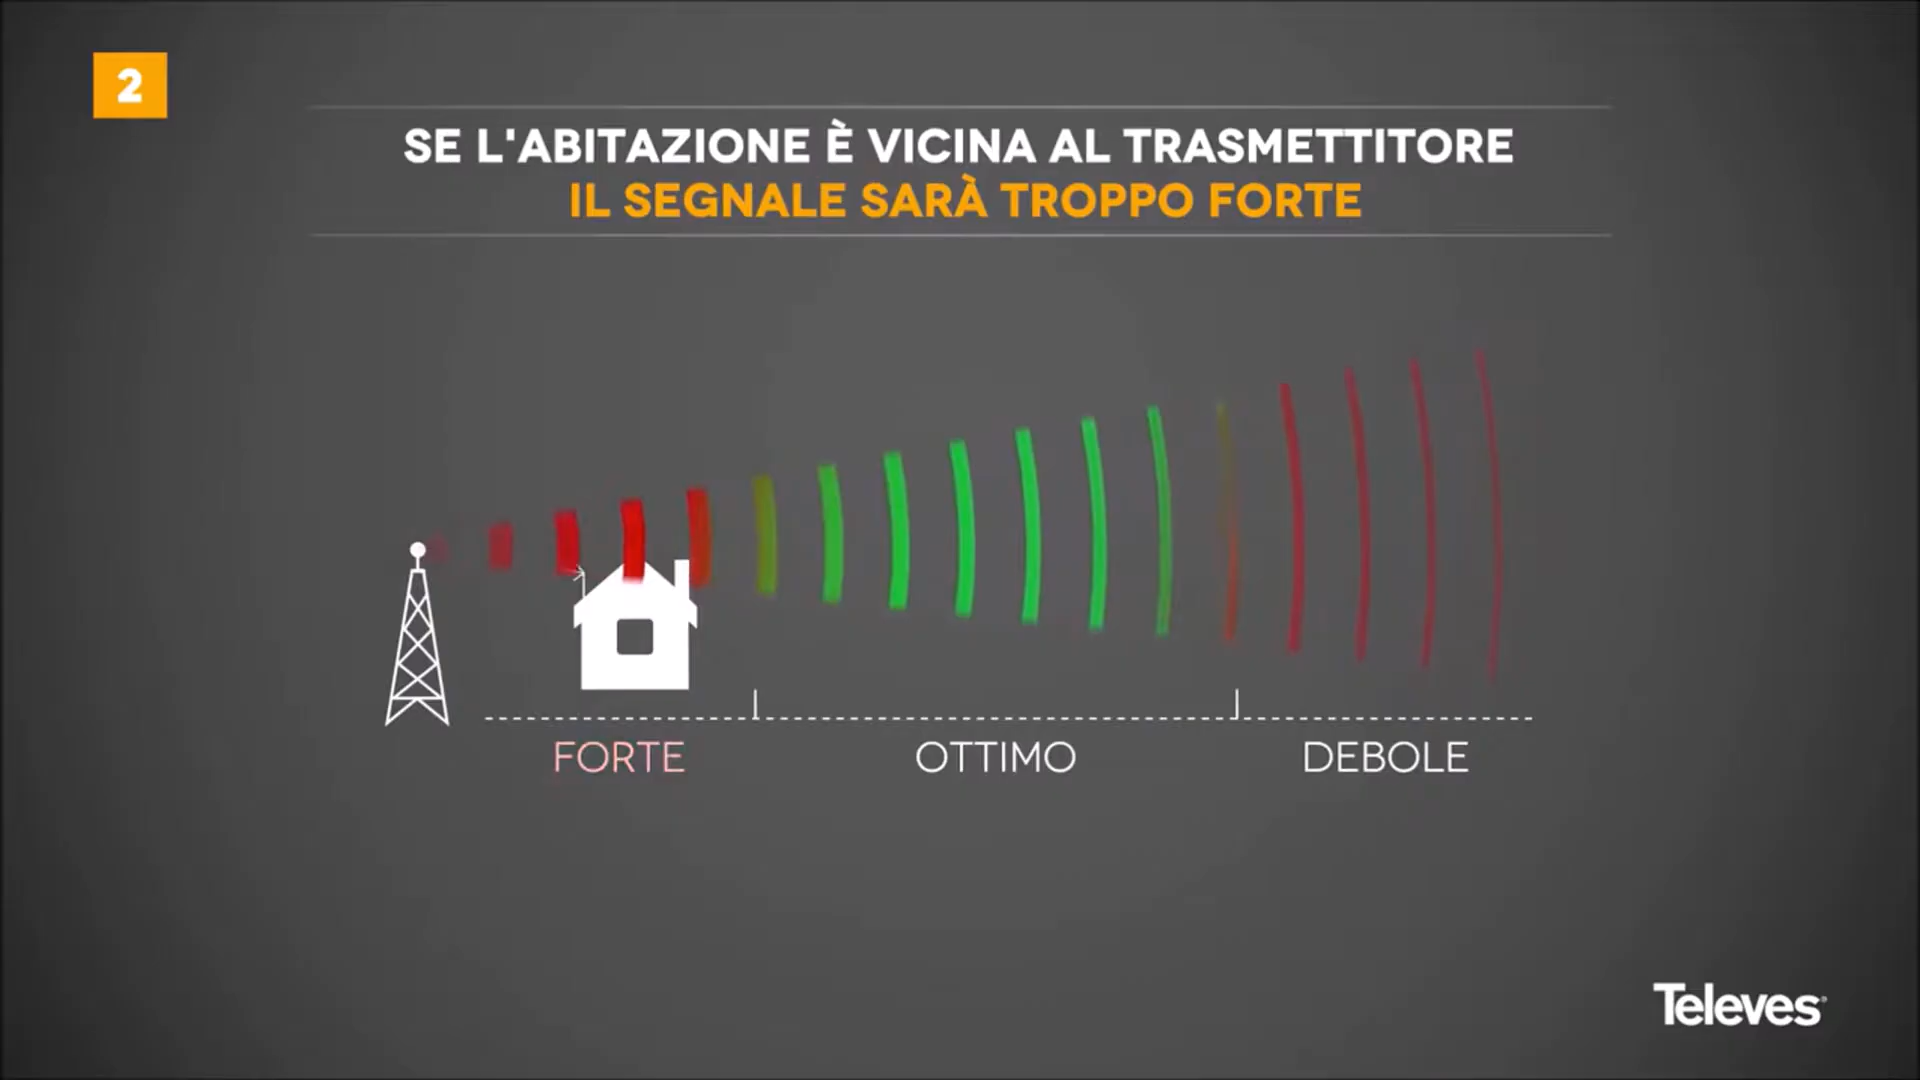 2
SE L'ABITAZIONE È VICINA AL TRASMETTITORE
IL SEGNALE SARÀ TROPPO FORTE
FORTE
OTTIMO
DEBOLE
Televes®